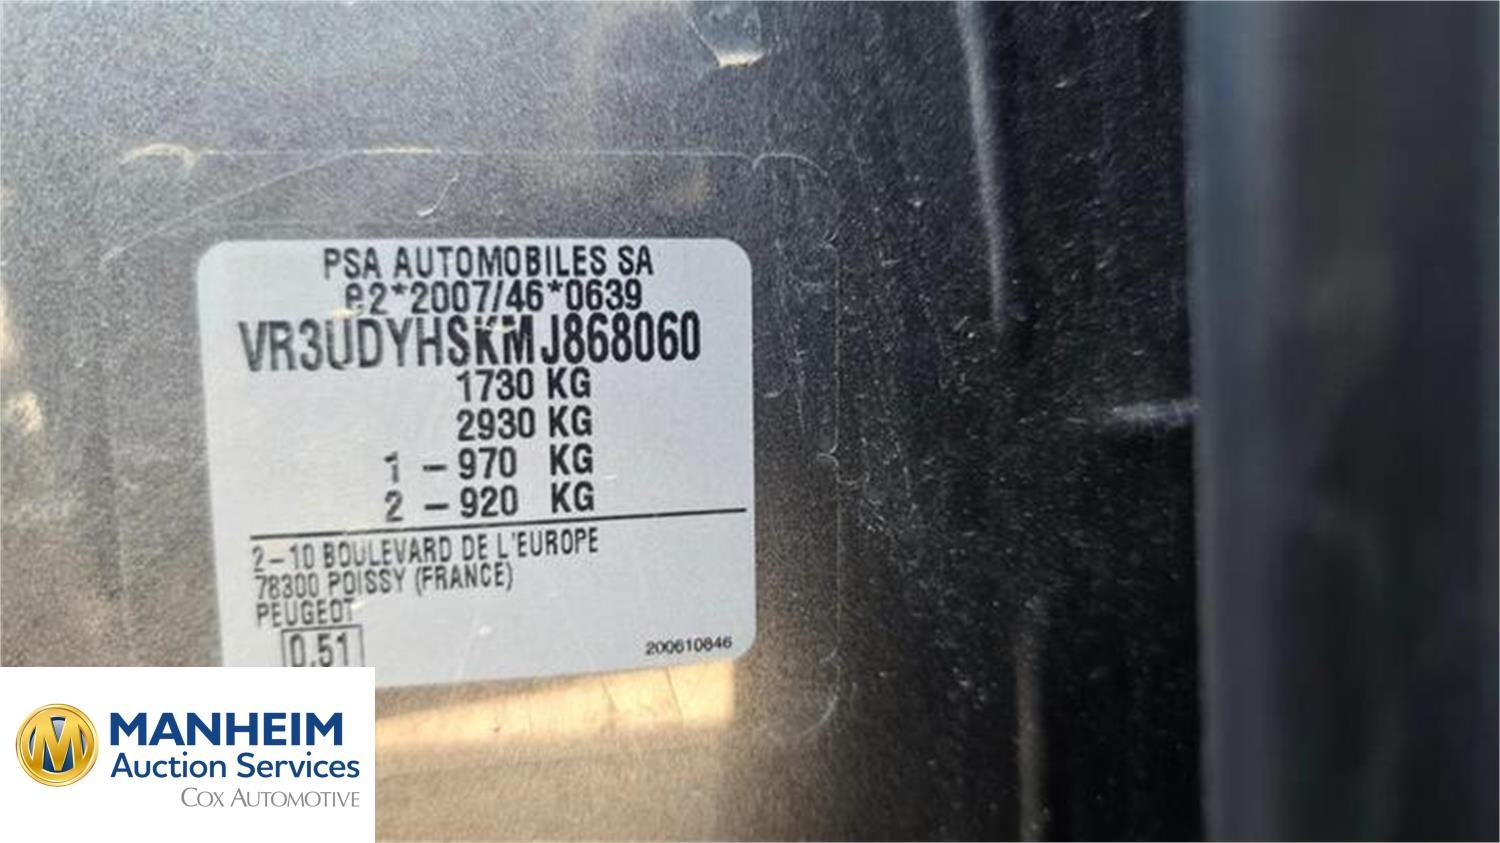 PSA AUTOMOBILES SA
e2*2007/46*0639
VR3UDYHSKMJ868060
1730 KG
2930 KG
1 - 970 KG
2 - 920 KG
2-10 BOULEVARD DE L'EUROPE
78300 POISSY (FRANCE)
PEUGEOT
0.51
200610846
MANHEIM
Auction Services
COX AUTOMOTIVE